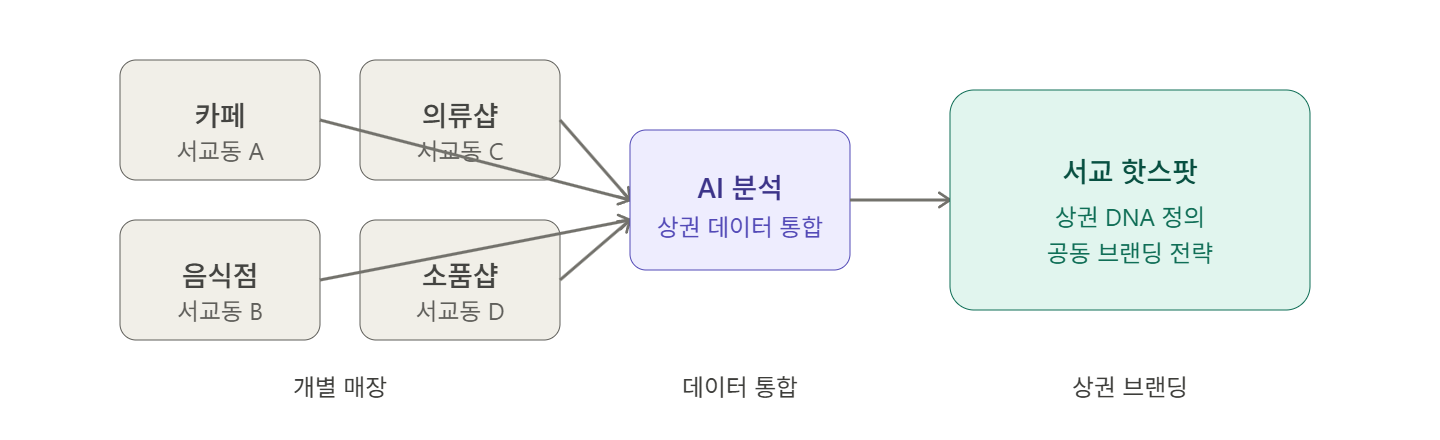 카페
서교동 A
의류샵
서교동 C
음식점
서교동 B
소품샵
서교동 D
AI 분석
상권 데이터 통합
서교 핫스팟
상권 DNA 정의
공동 브랜딩 전략
개별 매장
데이터 통합
상권 브랜딩